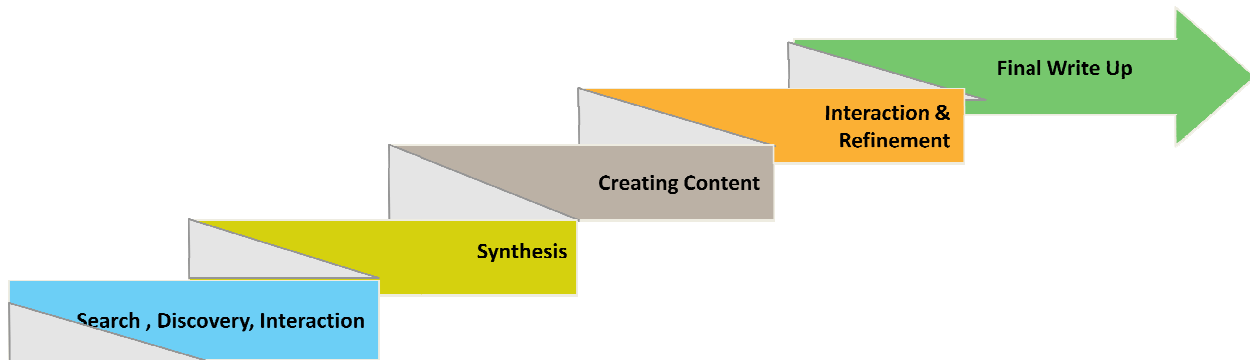 Final Write Up
Interaction &
Refinement
Creating Content
Synthesis
Search , Discovery, Interaction